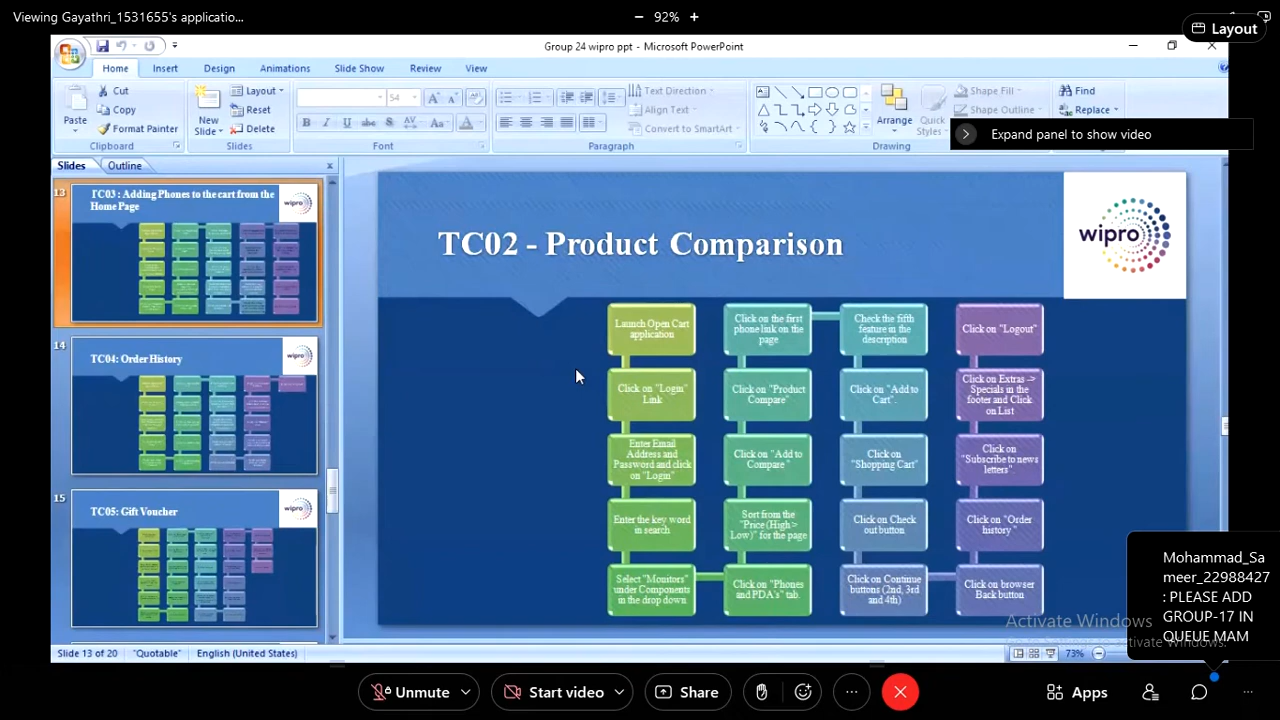 Viewing Gayathri_1531655's applicatio...
92%
Layout
Group 24 wipro ppt - Microsoft PowerPoint
Home Insert Design Animations Slide Show Review View
Paste
Cut
Copy
Format Painter
Clipboard
New
Slide
Layout
Reset
Delete
Slides
54
Font
Text Direction
Align Text
Convert to SmartArt
Paragraph
Arrange
Quick
Styles
Shape Fill
Shape Outline
Drawing
Find
Replace
Expand panel to show video
Slides Outline
13
TC03 : Adding Phones to the cart from the
Home Page
wipro
14
TC04: Order History
wipro
15
TC05: Gift Voucher
wipro
TC02 - Product Comparison
wipro
Launch Open Cart
application
Click on "Login"
Link
Enter Email
Address and
Password and click
on "Login"
Enter the key word
in search
Select "Monitors"
under Components
in the drop down
Click on the first
phone link on the
page
Click on "Product
Compare"
Click on "Add to
Compare"
Sort from the
"Price (High >
Low)" for the page
Click on "Phones
and PDA's" tab.
Check the fifth
feature in the
description
Click on "Add to
Cart".
Click on
"Shopping Cart"
Click on Check
out button
Click on Continue
buttons (2nd, 3rd
and 4th)
Click on "Logout"
Click on Extras ->
Specials in the
footer and Click
on List
Click on
"Subscribe to news
letters".
Click on "Order
history"
Click on browser
Back button
Activate Windows
Mohammad_Sa
meer_22988427
: PLEASE ADD
GROUP-17 IN
QUEUE MAM
Slide 13 of 20 "Quotable" English (United States)
73%
Unmute
Start video
Share
Apps